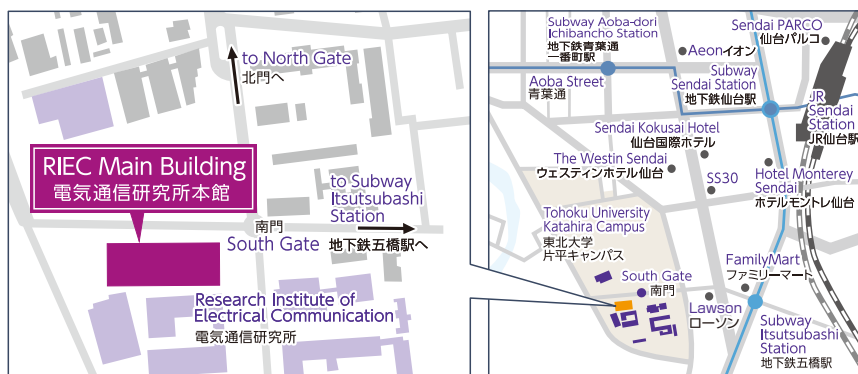 to North Gate
北門へ
RIEC Main Building
電気通信研究所本館
to Subway
Itsutsubashi
Station
地下鉄五橋駅へ
南門
South Gate
Research Institute of
Electrical Communication
電気通信研究所
Subway Aoba-dori
Ichibancho Station
地下鉄青葉通
一番町駅
Sendai PARCO
仙台パルコ
Aeonイオン
Aoba Street
青葉通
Subway
Sendai Station
地下鉄仙台駅
JR
Sendai
Station
JR仙台駅
Sendai Kokusai Hotel
仙台国際ホテル
The Westin Sendai
ウェスティンホテル仙台
SS30
Hotel Monterey
Sendai
ホテルモントレ仙台
Tohoku University
Katahira Campus
東北大学
片平キャンパス
South Gate
南門
FamilyMart
ファミリーマート
Lawson
ローソン
Subway
Itsutsubashi
Station
地下鉄五橋駅